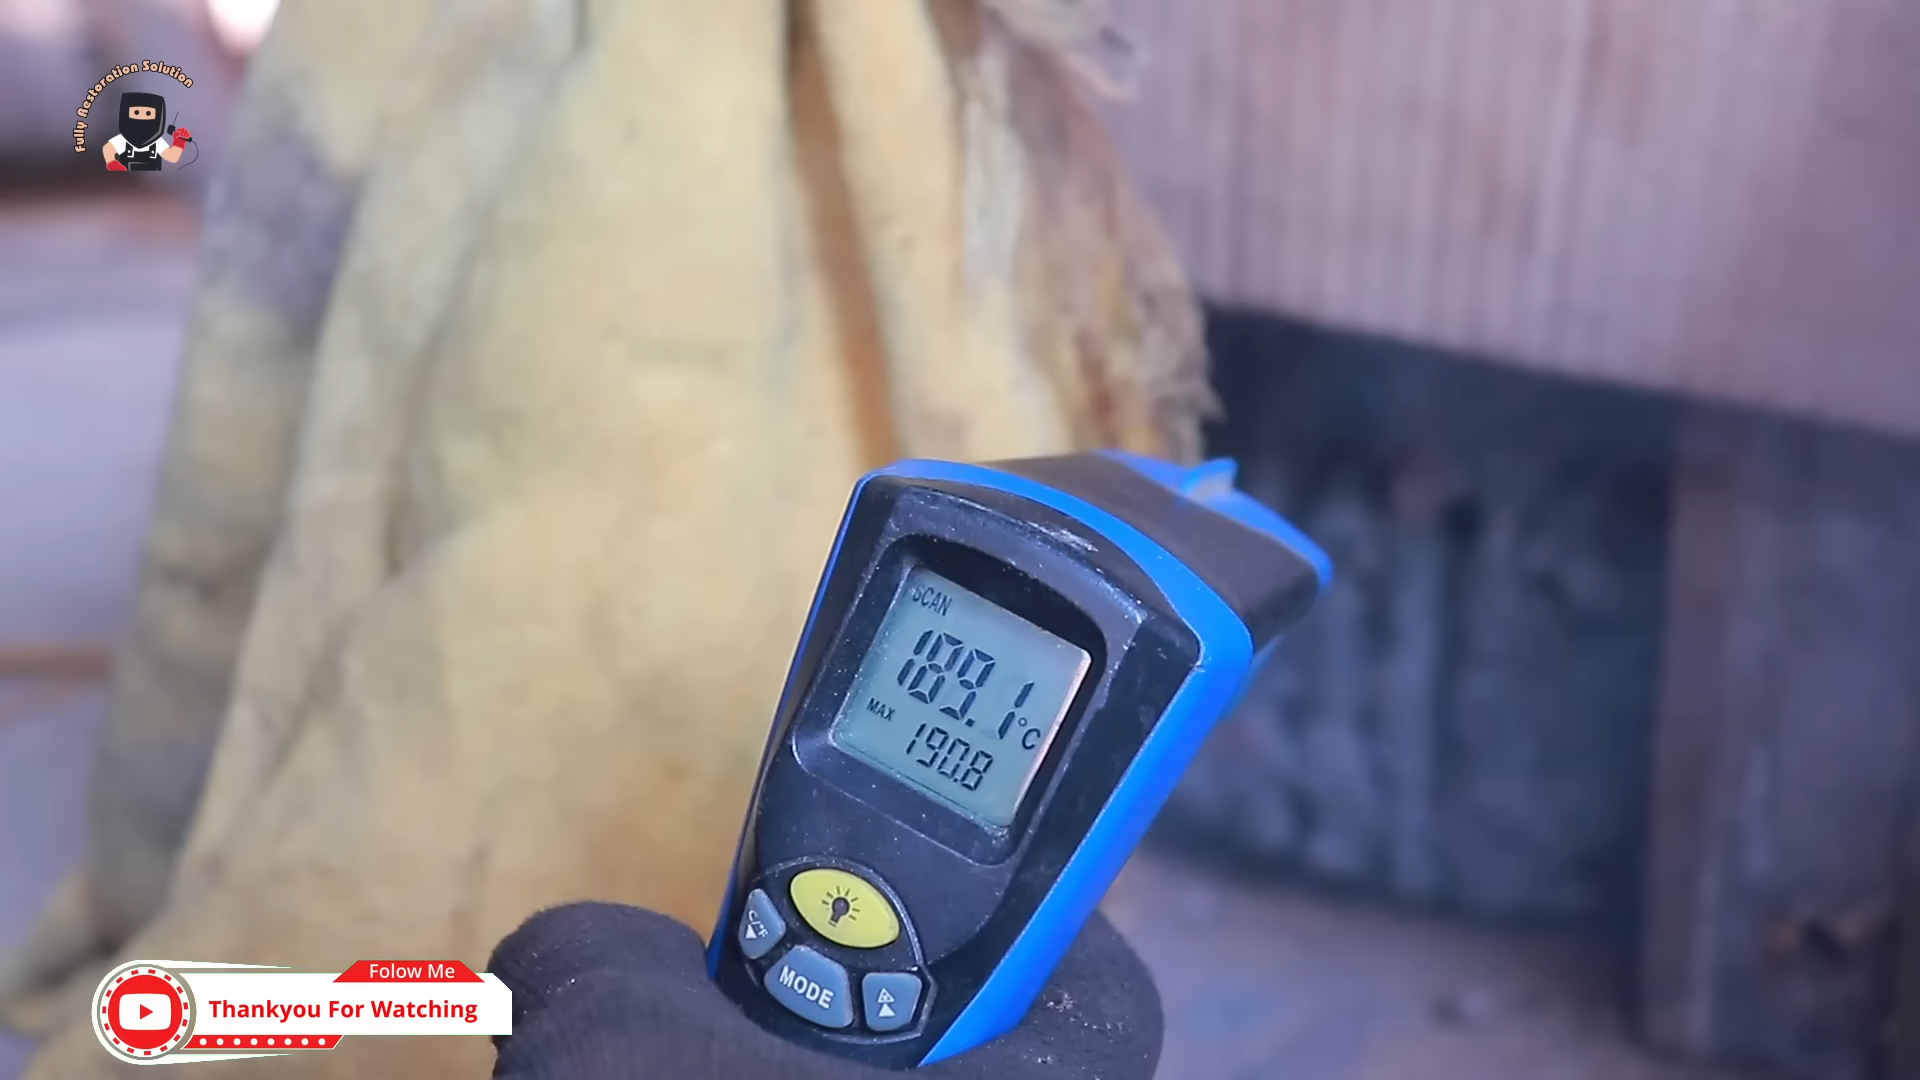 Fully Restoration Solution
SCAN
189.1°C
MAX
190.8
C/°F
MODE
Folow Me
Thankyou For Watching